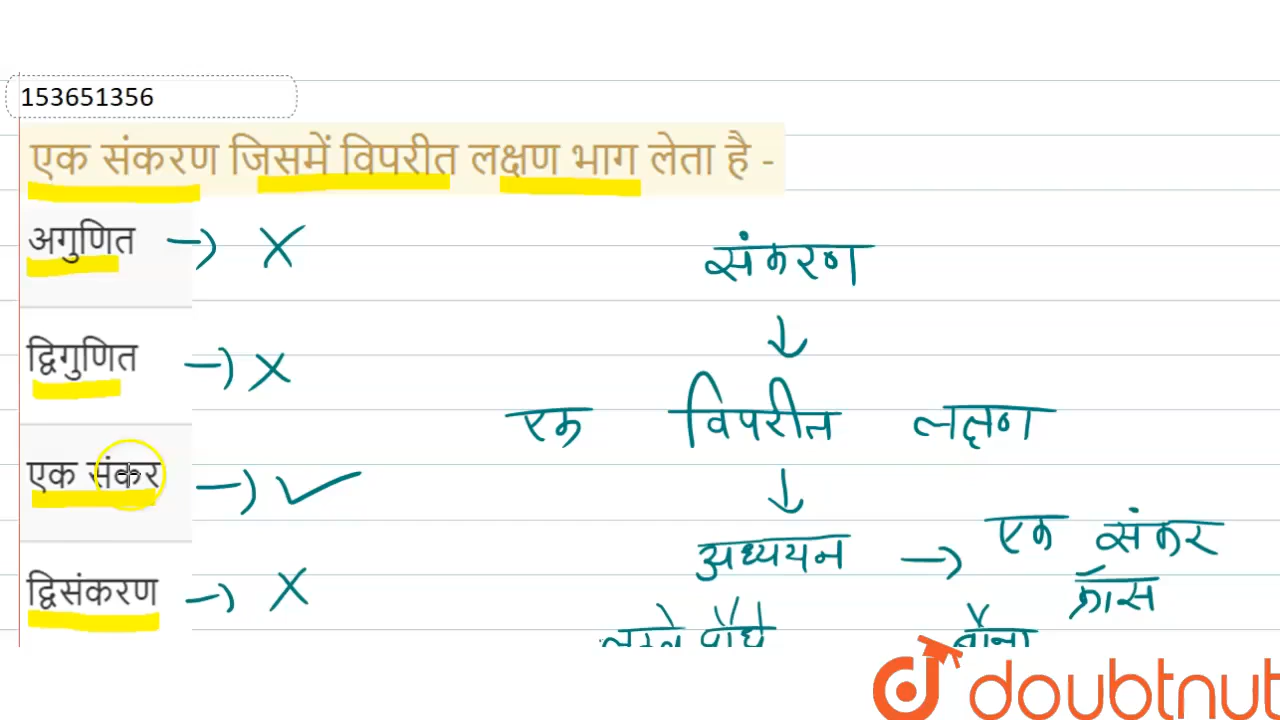 153651356
एक संकरण जिसमें विपरीत लक्षण भाग लेता है -
अगुणित → X
द्विगुणित → X
एक संकर → ✓
द्विसंकरण → X
संकरण
↓
एक विपरीत लक्षण
↓
अध्ययन → एक संकर
क्रॉस
लम्बे पौधे बौना
doubtnut